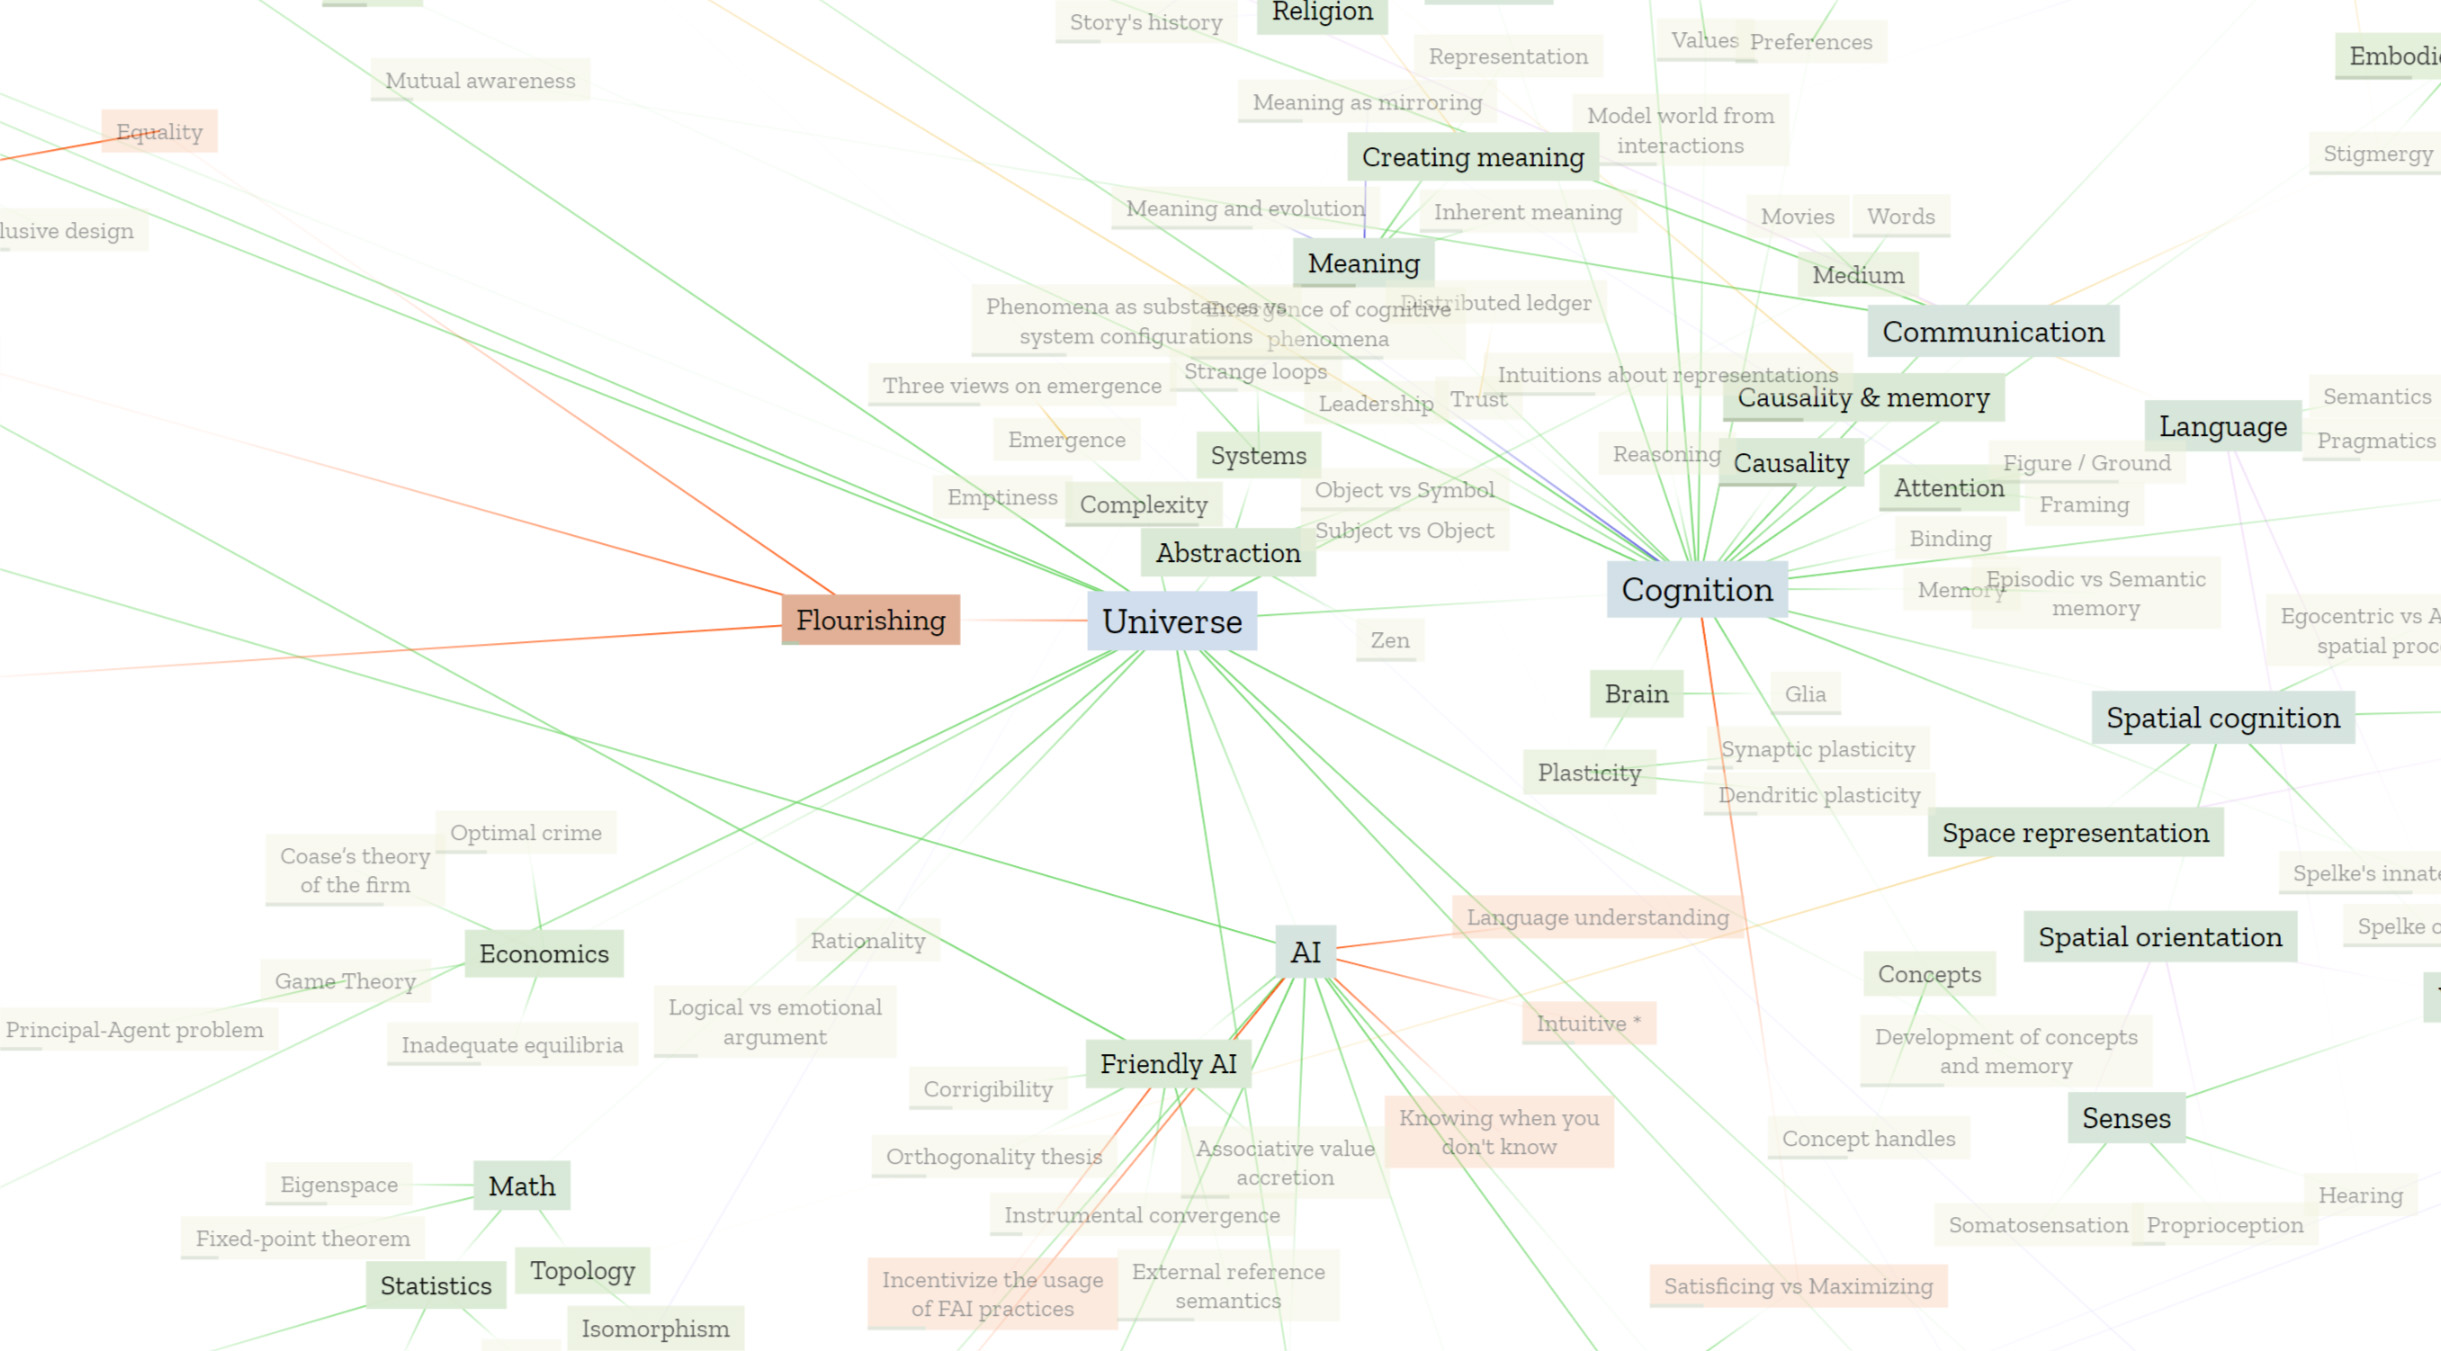 Story's history
Religion
Values
Preferences
Representation
Embodi
Mutual awareness
Meaning as mirroring
Model world from
interactions
Equality
Creating meaning
Stigmergy
lusive design
Meaning and evolution
Inherent meaning
Movies
Words
Meaning
Medium
Phenomena as substances vs
system configurations
Emergence of cognitive
phenomena
Distributed ledger
Communication
Three views on emergence
Strange loops
Leadership
Trust
Intuitions about representations
Causality & memory
Semantics
Language
Pragmatics
Emergence
Systems
Reasoning
Causality
Figure / Ground
Emptiness
Complexity
Object vs Symbol
Attention
Framing
Abstraction
Subject vs Object
Binding
Flourishing
Universe
Cognition
Memory
Episodic vs Semantic
memory
Zen
Egocentric vs A
spatial proc
Brain
Glia
Spatial cognition
Plasticity
Synaptic plasticity
Dendritic plasticity
Optimal crime
Coase's theory
of the firm
Space representation
Spelke's innate
Economics
Rationality
AI
Language understanding
Spatial orientation
Spelke c
Game Theory
Principal-Agent problem
Inadequate equilibria
Logical vs emotional
argument
Intuitive *
Concepts
Development of concepts
and memory
Friendly AI
Corrigibility
Knowing when you
don't know
Senses
Concept handles
Orthogonality thesis
Associative value
accretion
Math
Eigenspace
Fixed-point theorem
Instrumental convergence
Hearing
Somatosensation
Proprioception
Statistics
Topology
Incentivize the usage
of FAI practices
External reference
semantics
Satisficing vs Maximizing
Isomorphism